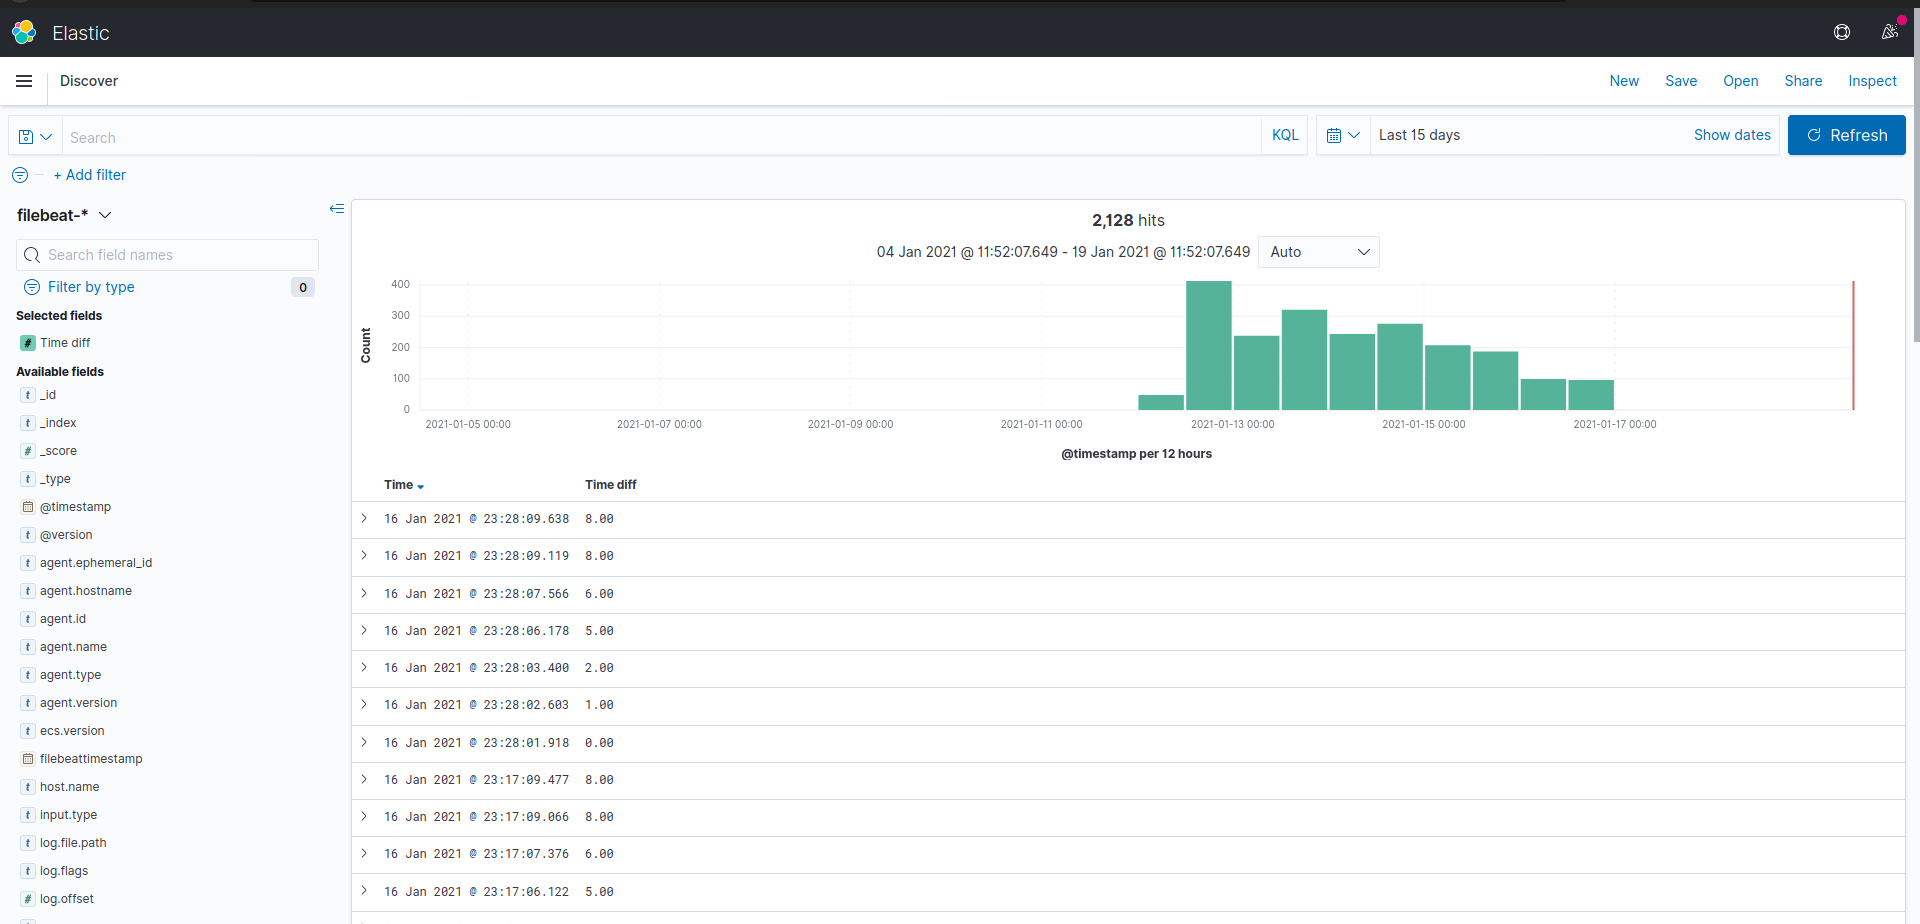 Elastic
Discover
New Save Open Share Inspect
Search KQL Last 15 days Show dates Refresh
+ Add filter
filebeat-*
Search field names
Filter by type 0
Selected fields
# Time diff
Available fields
t _id
t _index
# _score
t _type
@timestamp
t @version
t agent.ephemeral_id
t agent.hostname
t agent.id
t agent.name
t agent.type
t agent.version
t ecs.version
filebeattimestamp
t host.name
t input.type
t log.file.path
t log.flags
# log.offset
2,128 hits
04 Jan 2021 @ 11:52:07.649 - 19 Jan 2021 @ 11:52:07.649 Auto
Count
400
300
200
100
0
2021-01-05 00:00 2021-01-07 00:00 2021-01-09 00:00 2021-01-11 00:00 2021-01-13 00:00 2021-01-15 00:00 2021-01-17 00:00
@timestamp per 12 hours
Time Time diff
16 Jan 2021 @ 23:28:09.638 8.00
16 Jan 2021 @ 23:28:09.119 8.00
16 Jan 2021 @ 23:28:07.566 6.00
16 Jan 2021 @ 23:28:06.178 5.00
16 Jan 2021 @ 23:28:03.400 2.00
16 Jan 2021 @ 23:28:02.603 1.00
16 Jan 2021 @ 23:28:01.918 0.00
16 Jan 2021 @ 23:17:09.477 8.00
16 Jan 2021 @ 23:17:09.066 8.00
16 Jan 2021 @ 23:17:07.376 6.00
16 Jan 2021 @ 23:17:06.122 5.00